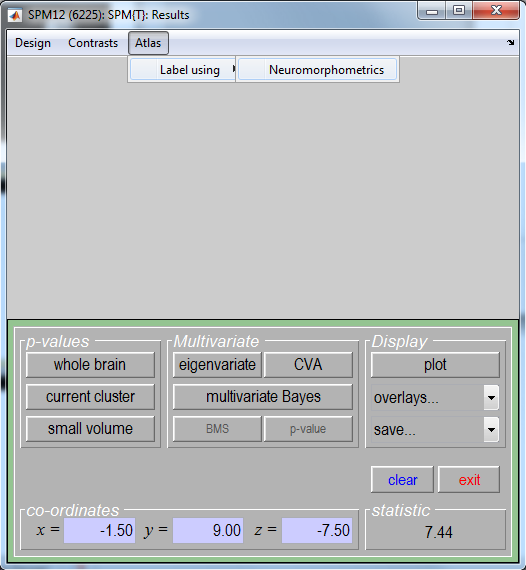 SPM12 (6225): SPM{T}: Results
Design Contrasts Atlas
Label using Neuromorphometrics
p-values Multivariate Display
whole brain eigenvariate CVA plot
current cluster multivariate Bayes overlays...
small volume BMS p-value save...
clear exit
co-ordinates statistic
x = -1.50 y = 9.00 z = -7.50 7.44